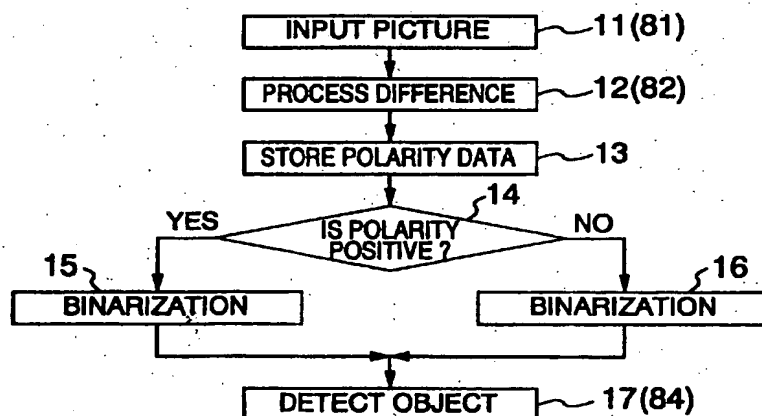 INPUT PICTURE 11(81)
PROCESS DIFFERENCE 12(82)
STORE POLARITY DATA 13
14
YES IS POLARITY NO
POSITIVE ?
15 16
BINARIZATION BINARIZATION
DETECT OBJECT 17(84)